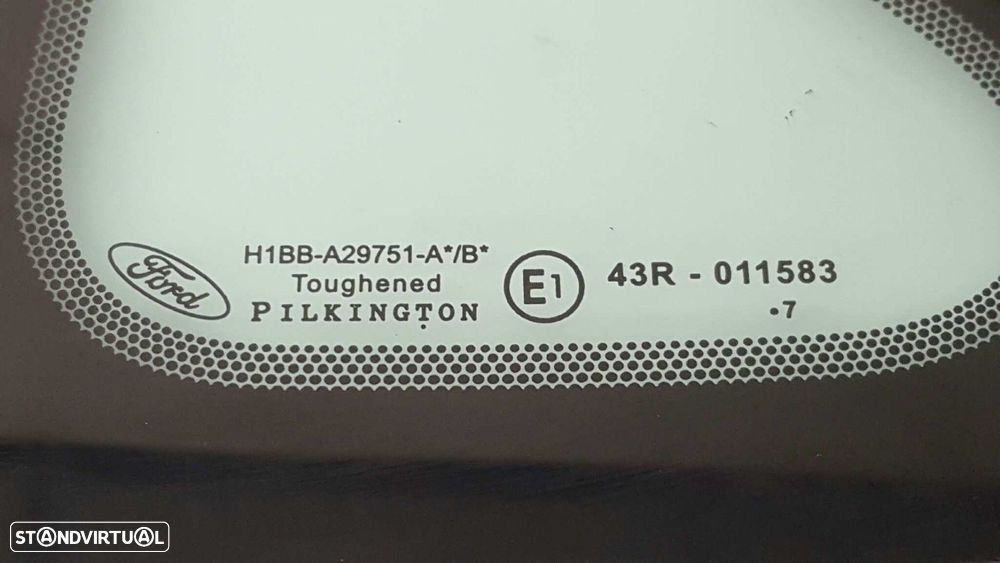 Ford
H1BB-A29751-A*/B*
Toughened
PILKINGTON
E1
43R - 011583
.7
STANDVIRTUAL